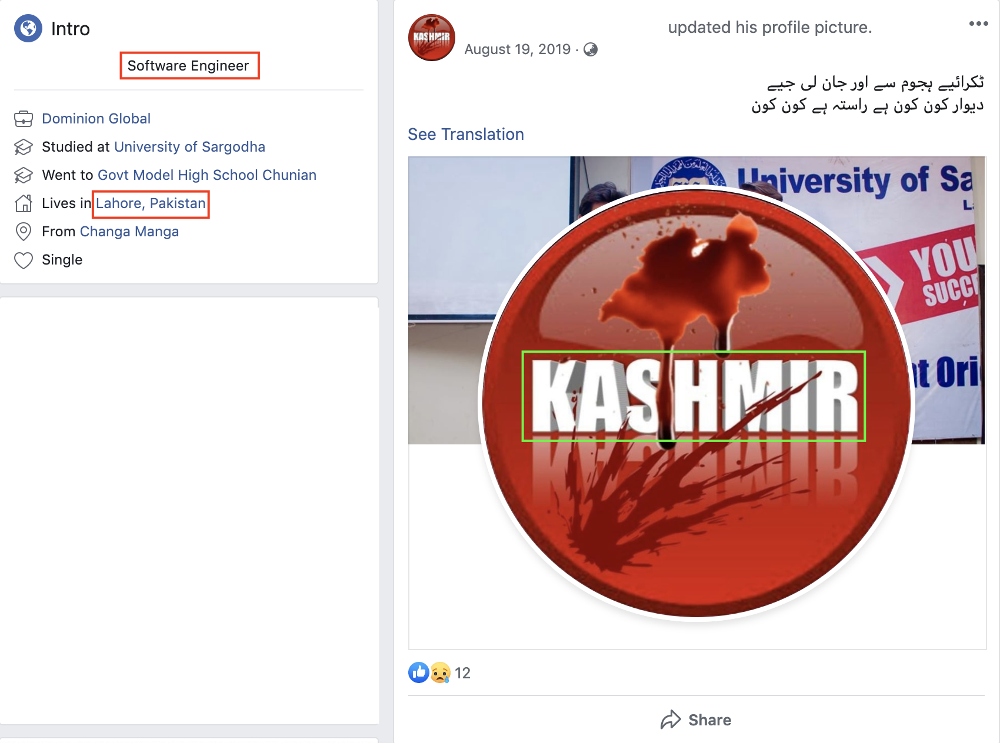 Intro
Software Engineer
Dominion Global
Studied at University of Sargodha
Went to Govt Model High School Chunian
Lives in Lahore, Pakistan
From Changa Manga
Single
KASHMIR
updated his profile picture.
August 19, 2019 ·
ٹکرائیے ہجوم سے اور جان لی جیے
دیوار کون کون ہے راستہ ہے کون کون
See Translation
University of Sa
YOU
SUCCE
KASHMIR
at Ori
12
Share